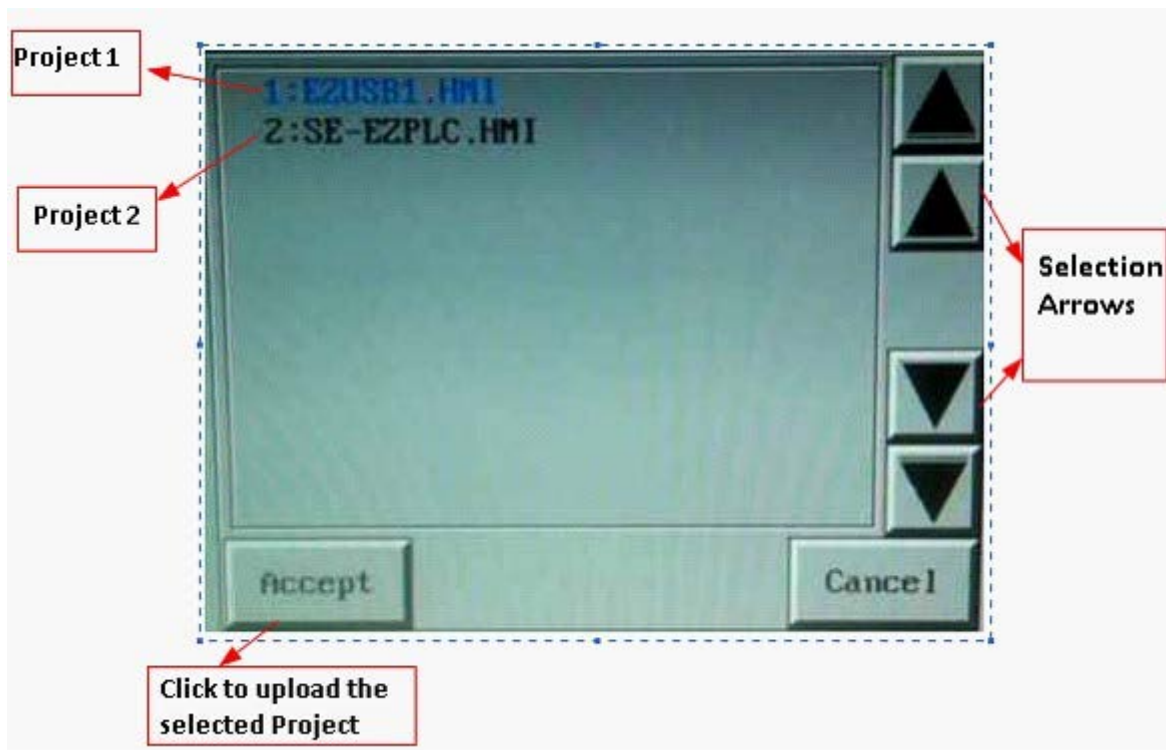 Project 1
1:EZUSB1.HMI
2:SE-EZPLC.HMI
Project 2
Selection
Arrows
Accept
Cancel
Click to upload the
selected Project